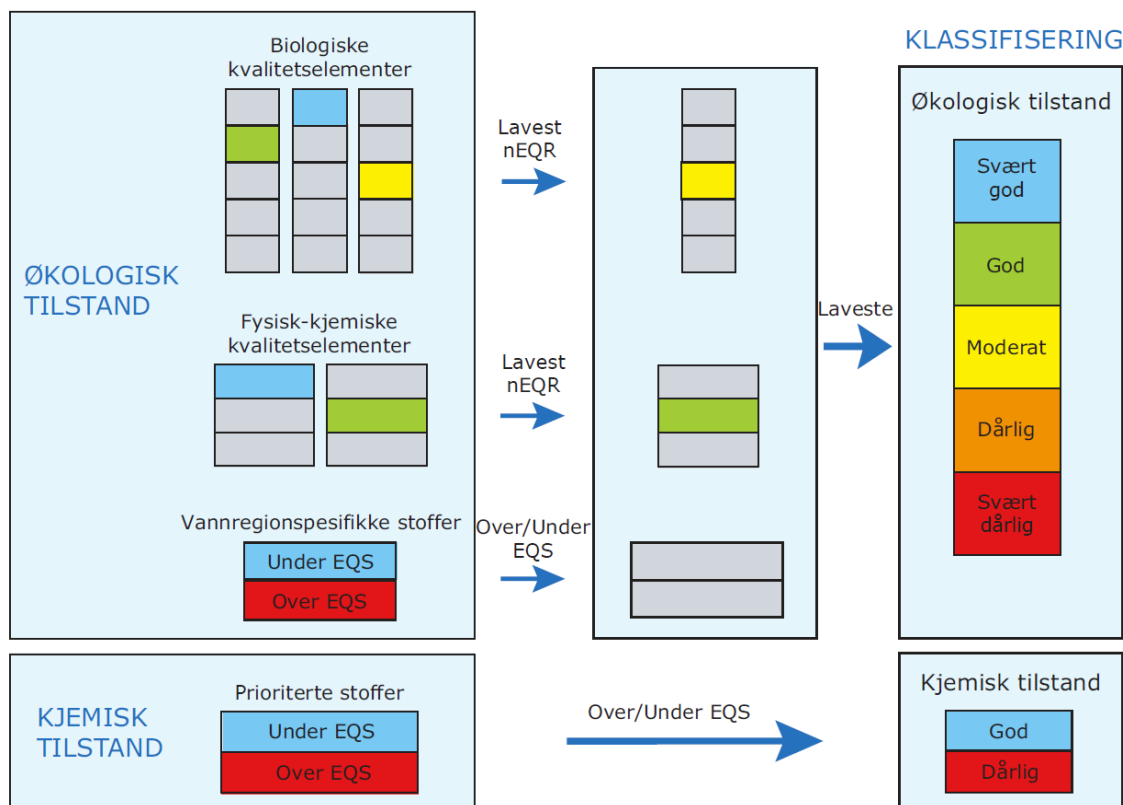 ØKOLOGISK
TILSTAND
Biologiske
kvalitetselementer
Lavest
nEQR
Fysisk-kjemiske
kvalitetselementer
Lavest
nEQR
Vannregionspesifikke stoffer
Under EQS
Over EQS
Over/Under
EQS
Laveste
KLASSIFISERING
Økologisk tilstand
Svært
god
God
Moderat
Dårlig
Svært
dårlig
KJEMISK
TILSTAND
Prioriterte stoffer
Under EQS
Over EQS
Over/Under EQS
Kjemisk tilstand
God
Dårlig